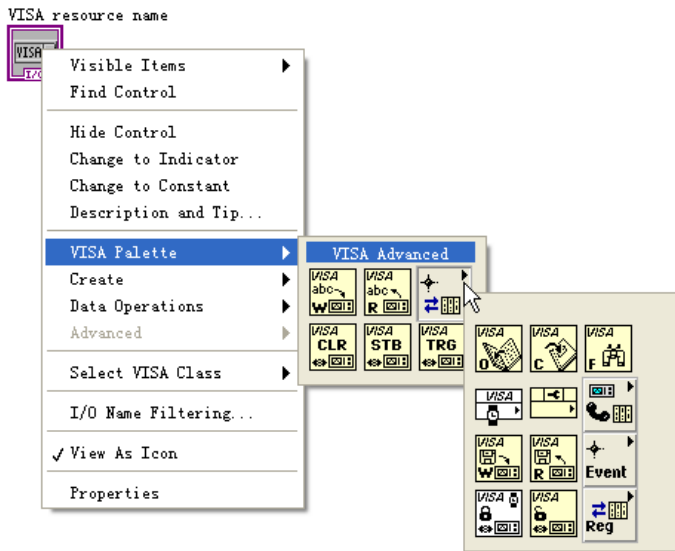 VISA resource name
VISA
I/O
Visible Items
Find Control
Hide Control
Change to Indicator
Change to Constant
Description and Tip...
VISA Palette
Create
Data Operations
Advanced
Select VISA Class
I/O Name Filtering...
View As Icon
Properties
VISA Advanced
VISA abc W
VISA abc R
VISA CLR
VISA STB
VISA TRG
VISA O
VISA C
VISA F
VISA
VISA W
VISA R
Event
VISA
VISA
Reg